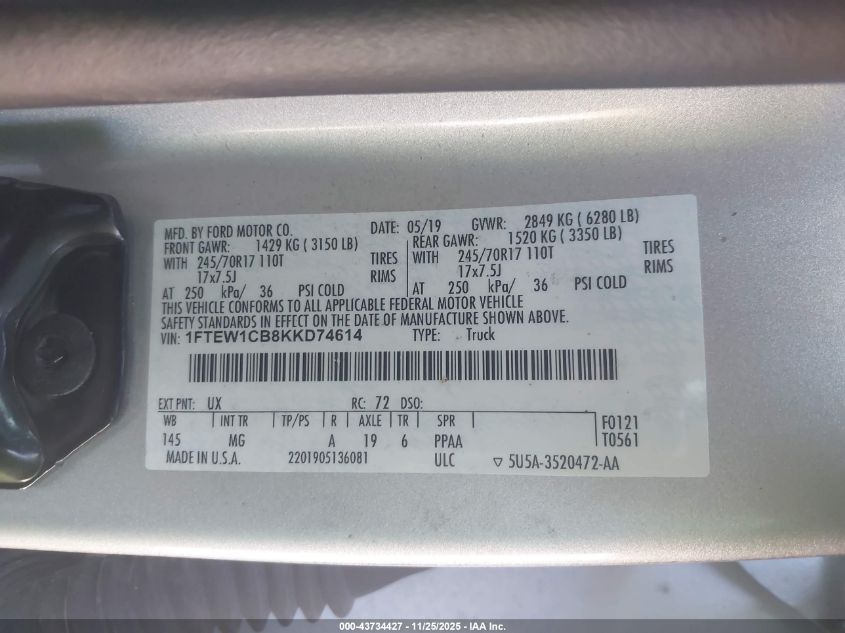 MFD. BY FORD MOTOR CO. DATE: 05/19 GVWR: 2849 KG ( 6280 LB)
FRONT GAWR: 1429 KG ( 3150 LB) REAR GAWR: 1520 KG ( 3350 LB)
WITH 245/70R17 110T TIRES WITH 245/70R17 110T TIRES
17x7.5J RIMS 17x7.5J RIMS
AT 250 kPa/ 36 PSI COLD AT 250 kPa/ 36 PSI COLD
THIS VEHICLE CONFORMS TO ALL APPLICABLE FEDERAL MOTOR VEHICLE
SAFETY STANDARDS IN EFFECT ON THE DATE OF MANUFACTURE SHOWN ABOVE.
VIN: 1FTEW1CB8KKD74614 TYPE: Truck
EXT PNT: UX RC: 72 DSO:
WB | INT TR | TP/PS | R | AXLE | TR | SPR F0121
145 MG A 19 6 PPAA T0561
MADE IN U.S.A. 2201905136081 ULC ▽ 5U5A-3520472-AA
000-43734427 - 11/25/2025 - IAA Inc.